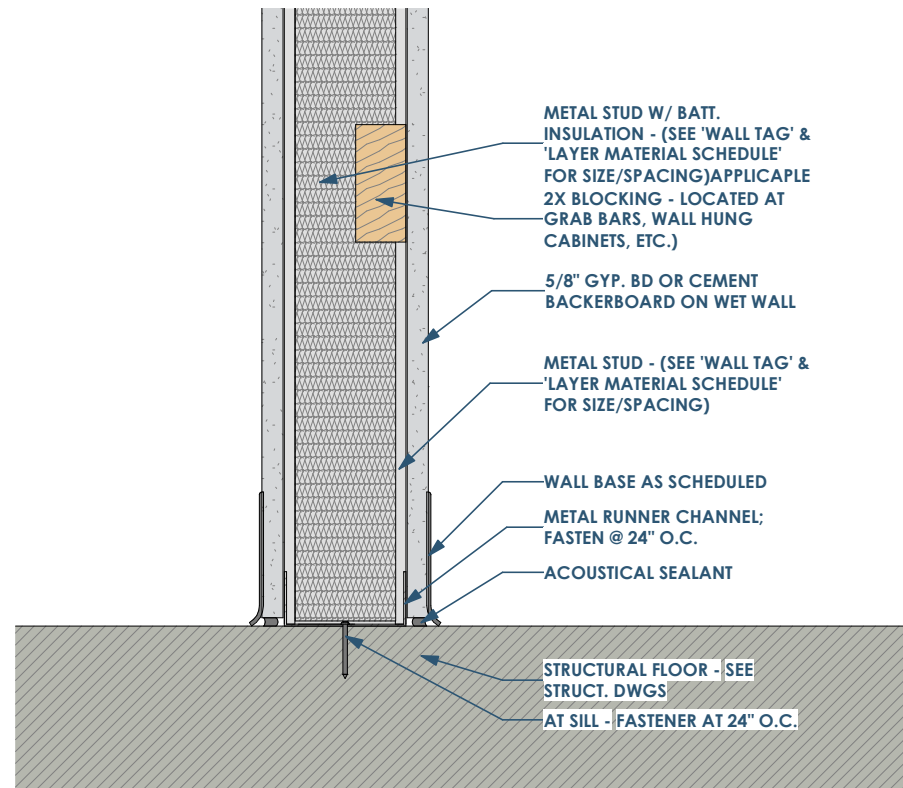 METAL STUD W/ BATT.
INSULATION - (SEE 'WALL TAG' &
'LAYER MATERIAL SCHEDULE'
FOR SIZE/SPACING)APPLICAPLE
2X BLOCKING - LOCATED AT
GRAB BARS, WALL HUNG
CABINETS, ETC.)
5/8" GYP. BD OR CEMENT
BACKERBOARD ON WET WALL
METAL STUD - (SEE 'WALL TAG' &
'LAYER MATERIAL SCHEDULE'
FOR SIZE/SPACING)
WALL BASE AS SCHEDULED
METAL RUNNER CHANNEL;
FASTEN @ 24" O.C.
ACOUSTICAL SEALANT
STRUCTURAL FLOOR - SEE
STRUCT. DWGS
AT SILL - FASTENER AT 24" O.C.